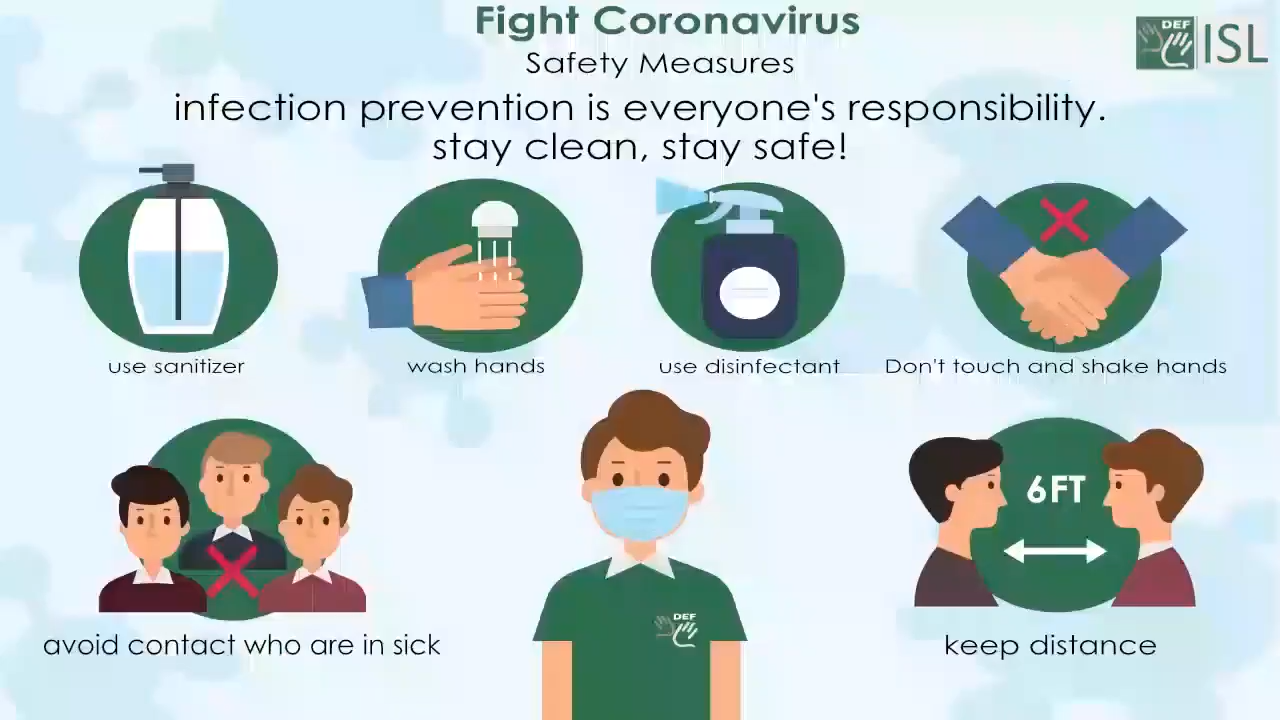 Fight Coronavirus
DEF
ISL
Safety Measures
infection prevention is everyone's responsibility.
stay clean, stay safe!
use sanitizer
wash hands
use disinfectant
Don't touch and shake hands
6FT
DEF
avoid contact who are in sick
keep distance